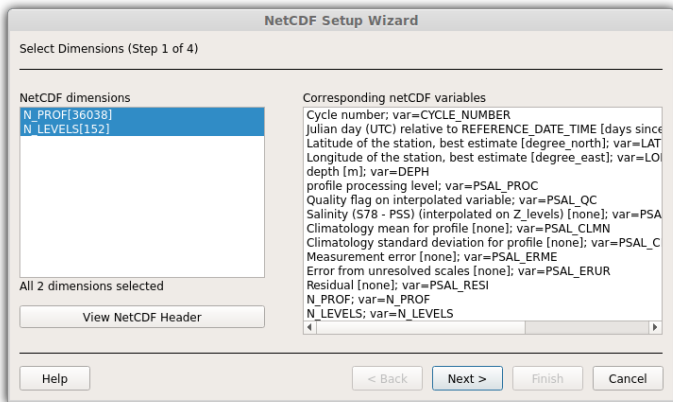 NetCDF Setup Wizard
Select Dimensions (Step 1 of 4)
NetCDF dimensions
N_PROF[36038]
N_LEVELS[152]
All 2 dimensions selected
View NetCDF Header
Corresponding netCDF variables
Cycle number; var=CYCLE_NUMBER
Julian day (UTC) relative to REFERENCE_DATE_TIME [days since
Latitude of the station, best estimate [degree_north]; var=LAT
Longitude of the station, best estimate [degree_east]; var=LO
depth [m]; var=DEPH
profile processing level; var=PSAL_PROC
Quality flag on interpolated variable; var=PSAL_QC
Salinity (S78 - PSS) (interpolated on Z_levels) [none]; var=PSA
Climatology mean for profile [none]; var=PSAL_CLMN
Climatology standard deviation for profile [none]; var=PSAL_C
Measurement error [none]; var=PSAL_ERME
Error from unresolved scales [none]; var=PSAL_ERUR
Residual [none]; var=PSAL_RESI
N_PROF; var=N_PROF
N_LEVELS; var=N_LEVELS
Help
< Back
Next >
Finish
Cancel